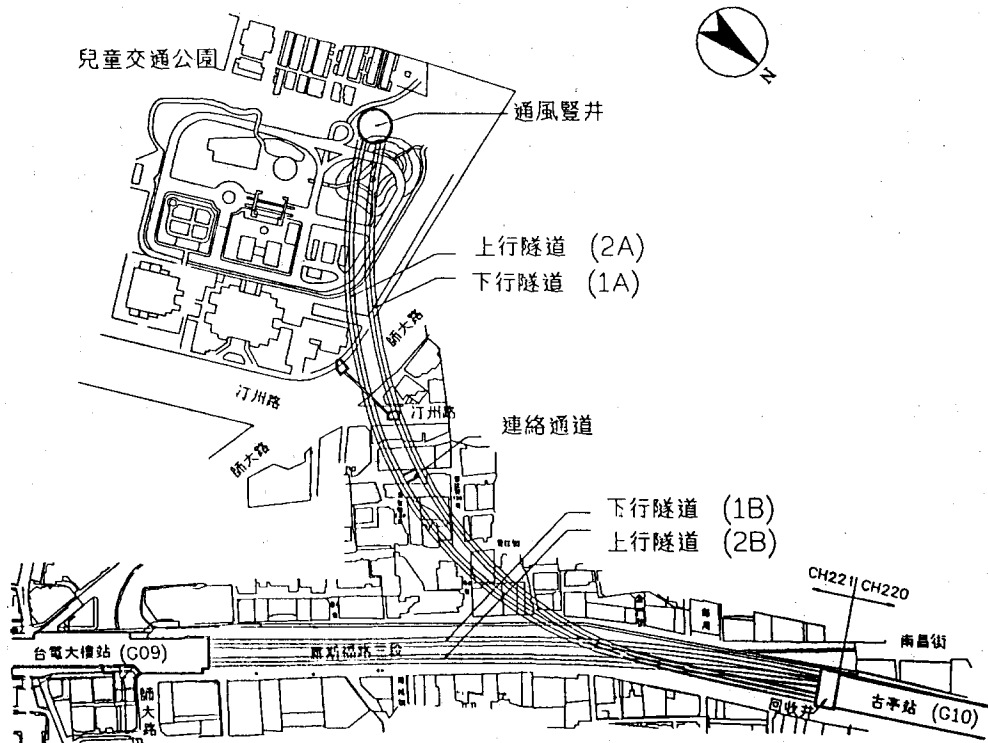 兒童交通公園
N
通風豎井
上行隧道 (2A)
下行隧道 (1A)
師大路
汀州路
汀州路
師大路
連絡通道
下行隧道 (1B)
上行隧道 (2B)
CH221 CH220
南昌街
台電大樓站 (G09)
羅斯福路三段
師大路
回收井
古亭站 (G10)